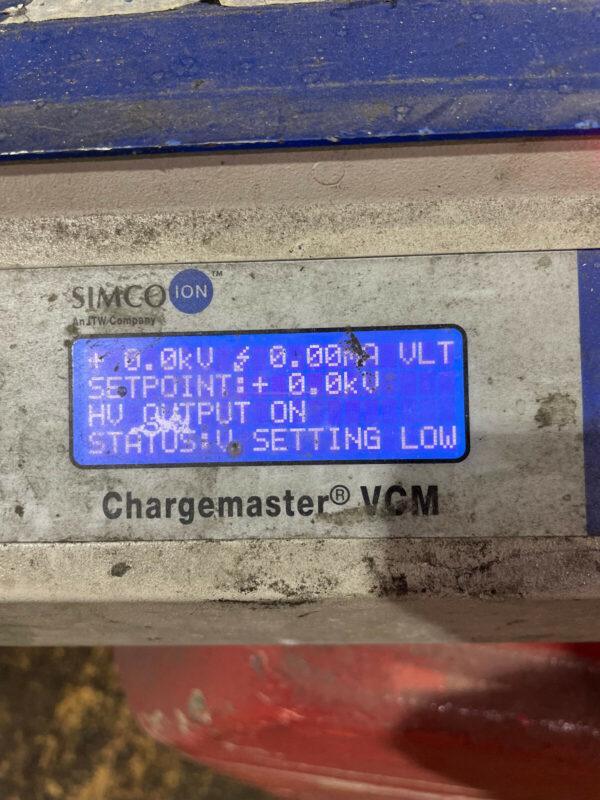 SIMCO ION™
An ITW Company
+ 0.0kV ⚡ 0.00mA VLT
SETPOINT:+ 0.0kV
HV OUTPUT ON
STATUS:V SETTING LOW
Chargemaster® VCM